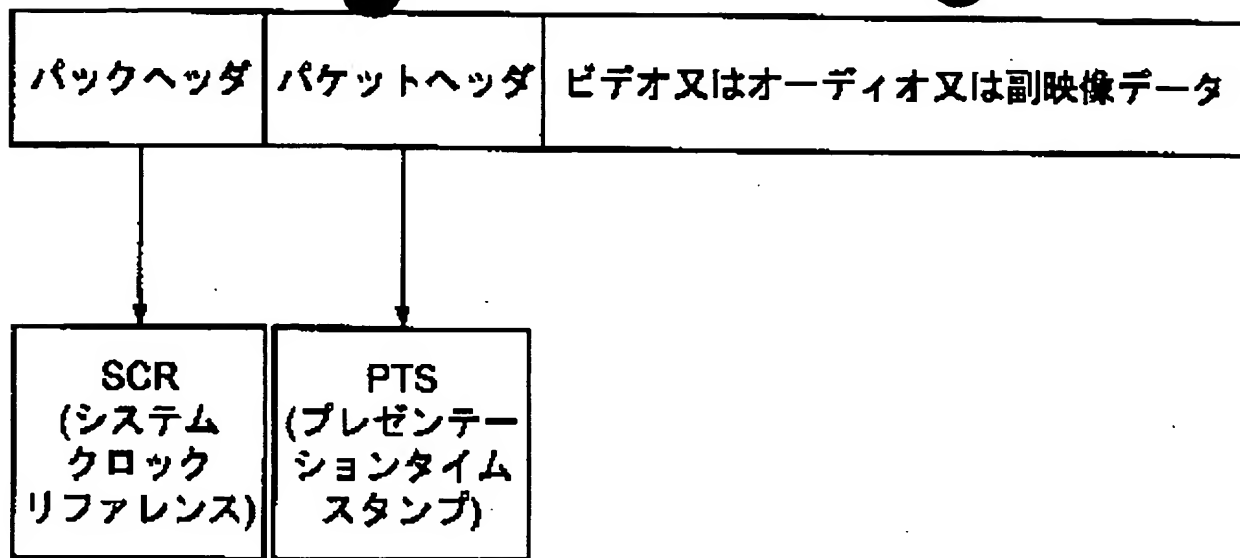 パックヘッダ パケットヘッダ ビデオ又はオーディオ又は副映像データ
SCR
(システム
クロック
リファレンス)
PTS
(プレゼンテー
ションタイム
スタンプ)